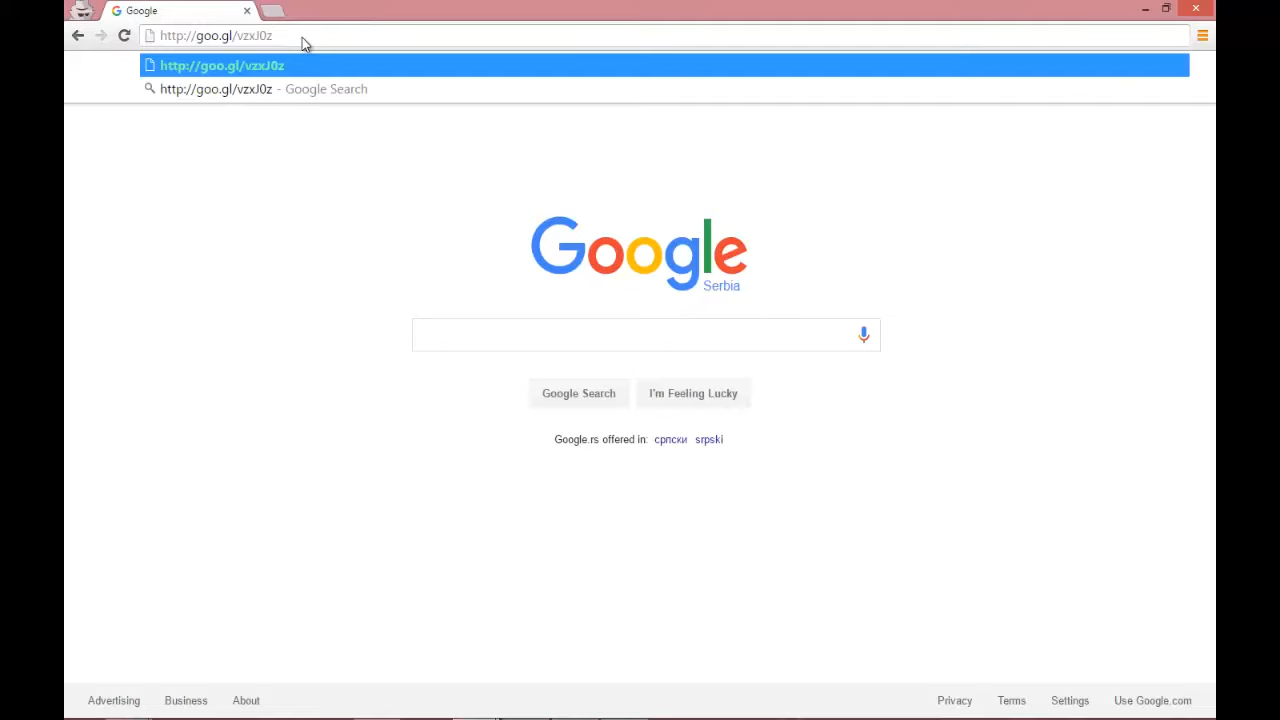 Google
http://goo.gl/vzxJ0z
http://goo.gl/vzxJ0z
http://goo.gl/vzxJ0z - Google Search
Google
Serbia
Google Search I'm Feeling Lucky
Google.rs offered in: српски srpski
Advertising Business About Privacy Terms Settings Use Google.com